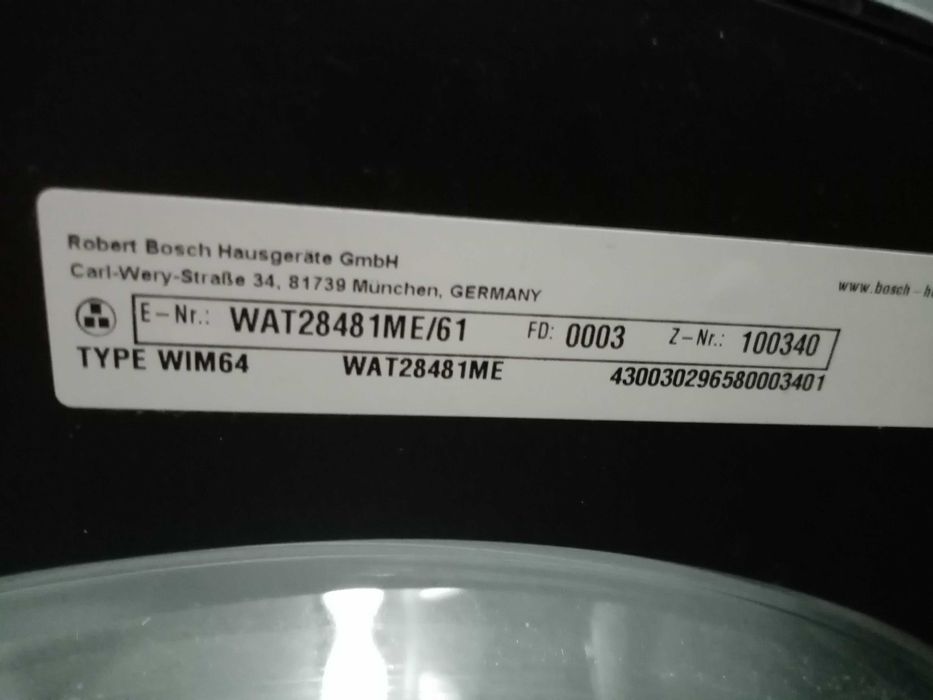 Robert Bosch Hausgeräte GmbH
Carl-Wery-Straße 34, 81739 München, GERMANY
www.bosch-h
E-Nr.: WAT28481ME/61 FD: 0003 Z-Nr.: 100340
TYPE WIM64 WAT28481ME 430030296580003401